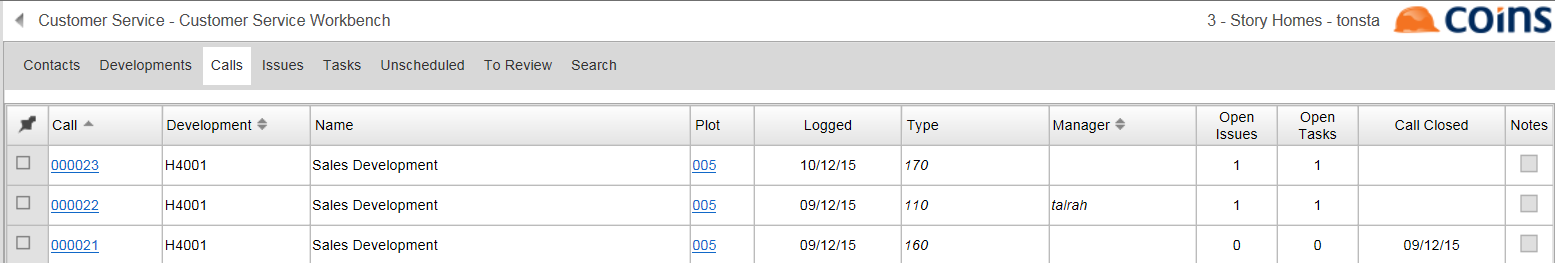 Customer Service - Customer Service Workbench 3 - Story Homes - tonsta coins
Contacts Developments Calls Issues Tasks Unscheduled To Review Search
Call Development Name Plot Logged Type Manager Open Issues Open Tasks Call Closed Notes
000023 H4001 Sales Development 005 10/12/15 170 1 1
000022 H4001 Sales Development 005 09/12/15 110 talrah 1 1
000021 H4001 Sales Development 005 09/12/15 160 0 0 09/12/15